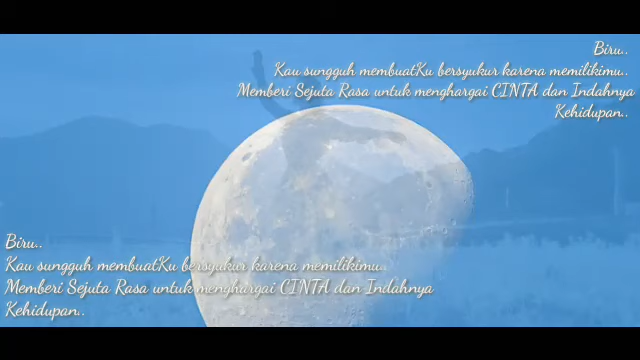 Biru..
Kau sungguh membuatKu bersyukur karena memilikimu..
Memberi Sejuta Rasa untuk menghargai CINTA dan Indahnya
Kehidupan..
Biru..
Kau sungguh membuatKu bersyukur karena memilikimu..
Memberi Sejuta Rasa untuk menghargai CINTA dan Indahnya
Kehidupan..